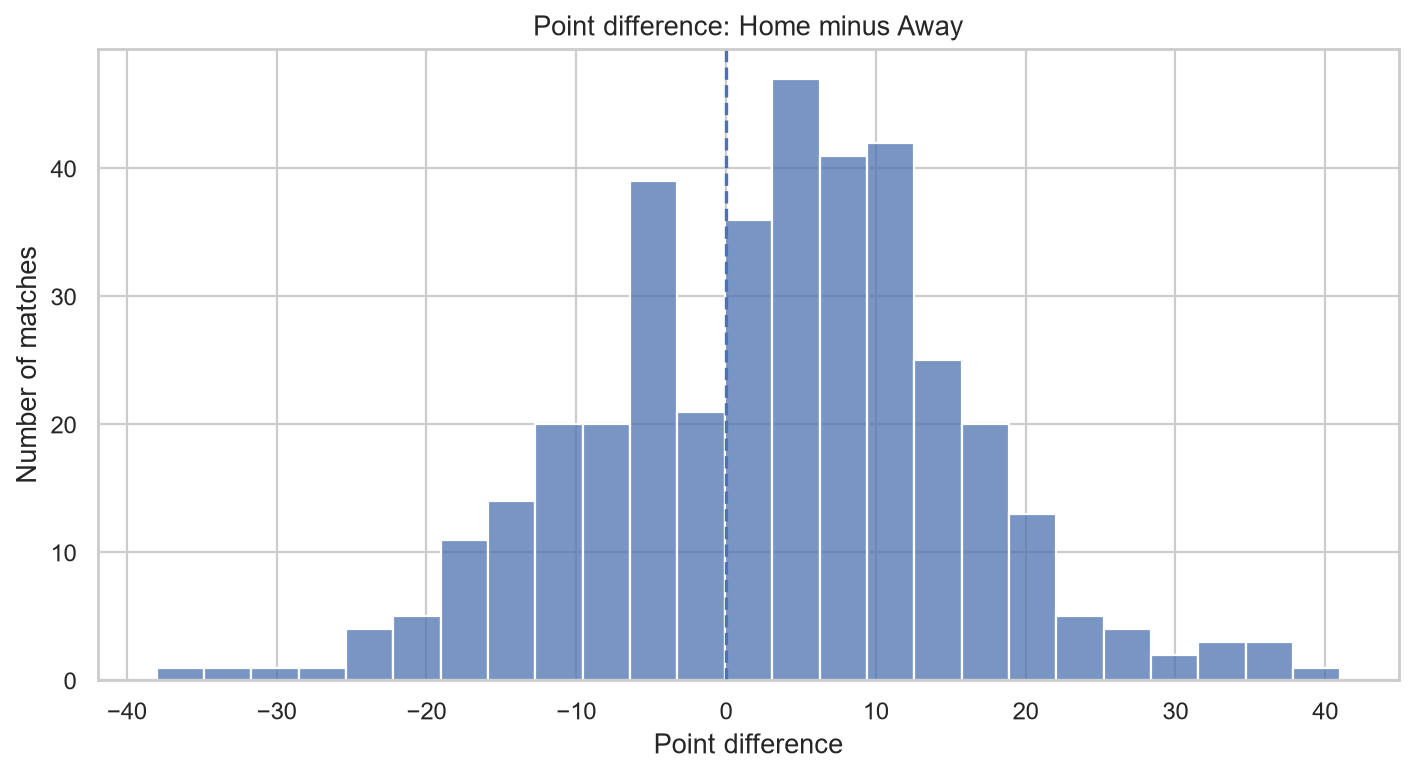 Point difference: Home minus Away
Number of matches
40
30
20
10
0
−40 −30 −20 −10 0 10 20 30 40
Point difference